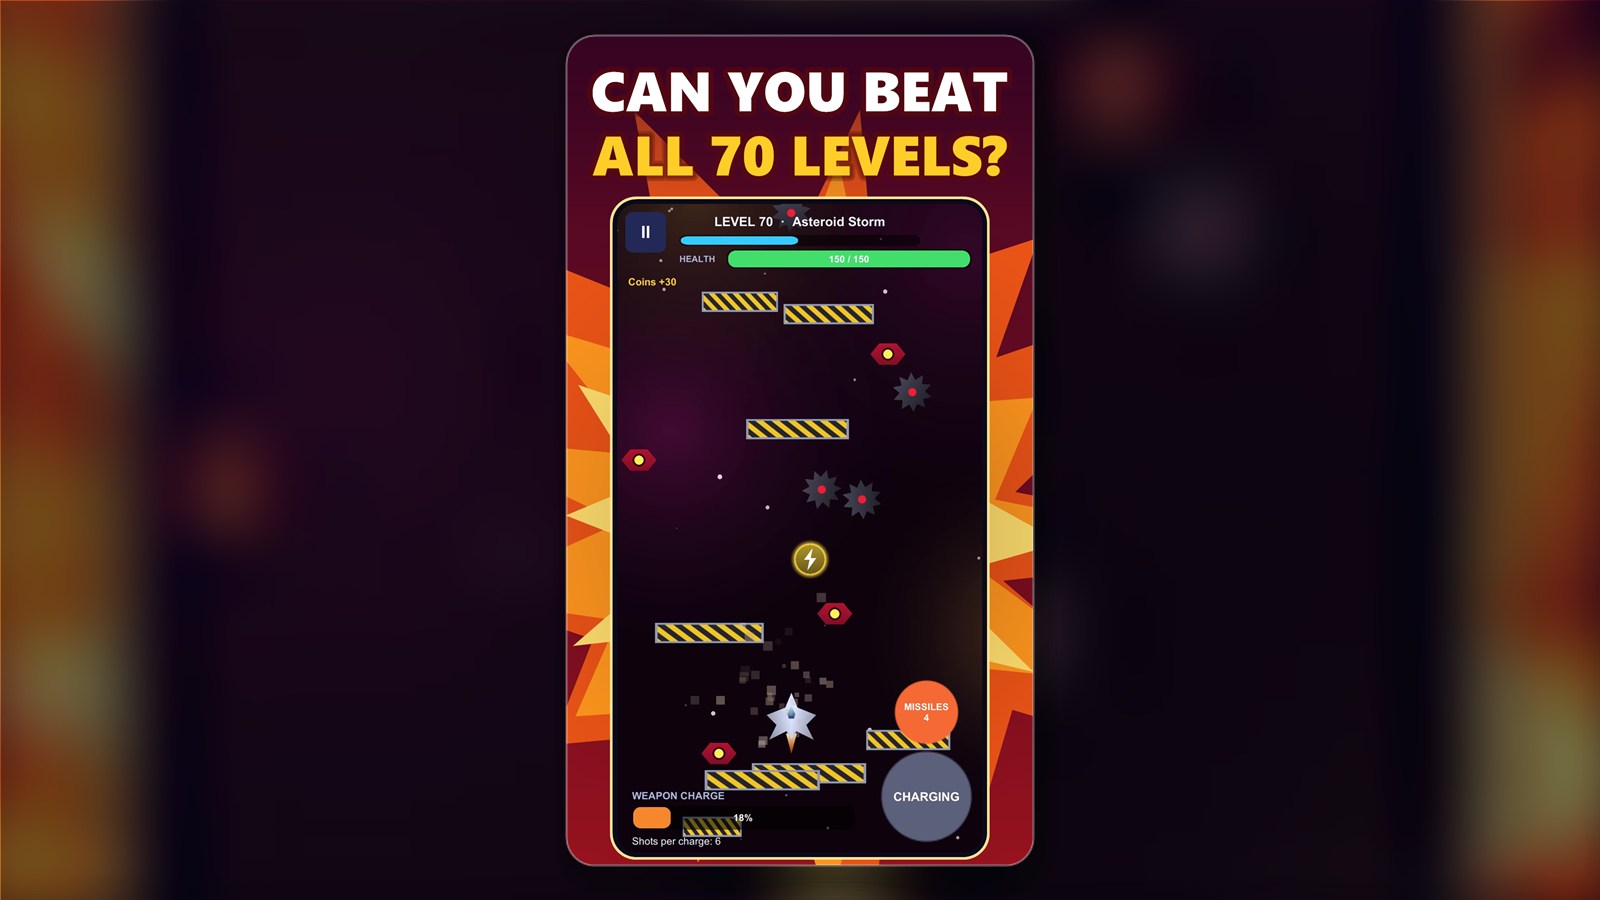 CAN YOU BEAT
ALL 70 LEVELS?
LEVEL 70 · Asteroid Storm
HEALTH
150 / 150
Coins +30
MISSILES
4
CHARGING
WEAPON CHARGE
18%
Shots per charge: 6